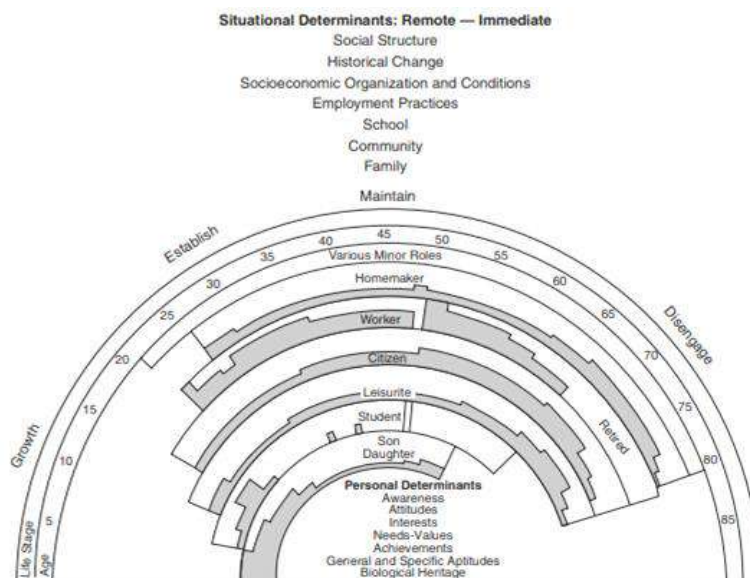 Situational Determinants: Remote — Immediate
Social Structure
Historical Change
Socioeconomic Organization and Conditions
Employment Practices
School
Community
Family
Maintain
Establish
Disengage
Growth
Life Stage
Age
5
10
15
20
25
30
35
40
45
50
55
60
65
70
75
80
85
Various Minor Roles
Homemaker
Worker
Citizen
Leisurite
Student
Son
Daughter
Retired
Personal Determinants
Awareness
Attitudes
Interests
Needs-Values
Achievements
General and Specific Aptitudes
Biological Heritage